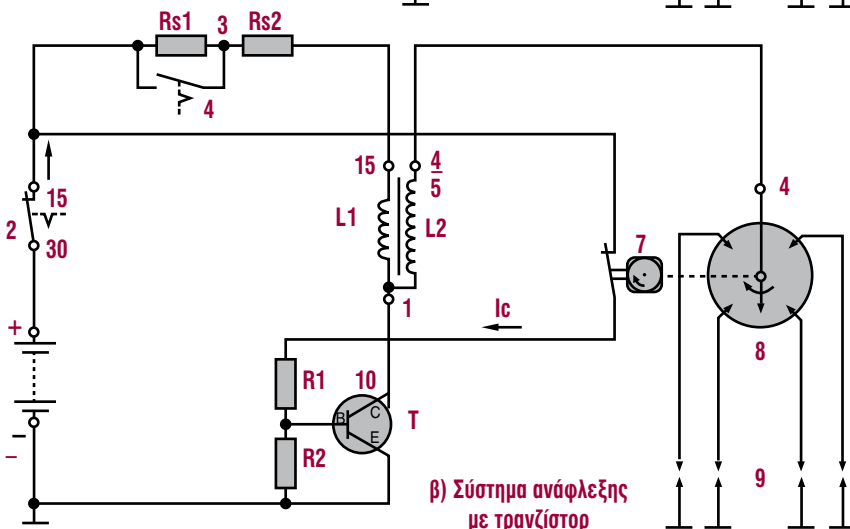 Rs1 3 Rs2
4
15 4/5 4
2 15 L1 L2 7
30
+ 1 Ic 8
R1 10
B C T
E
− R2 9
β) Σύστημα ανάφλεξης
με τρανζίστορ